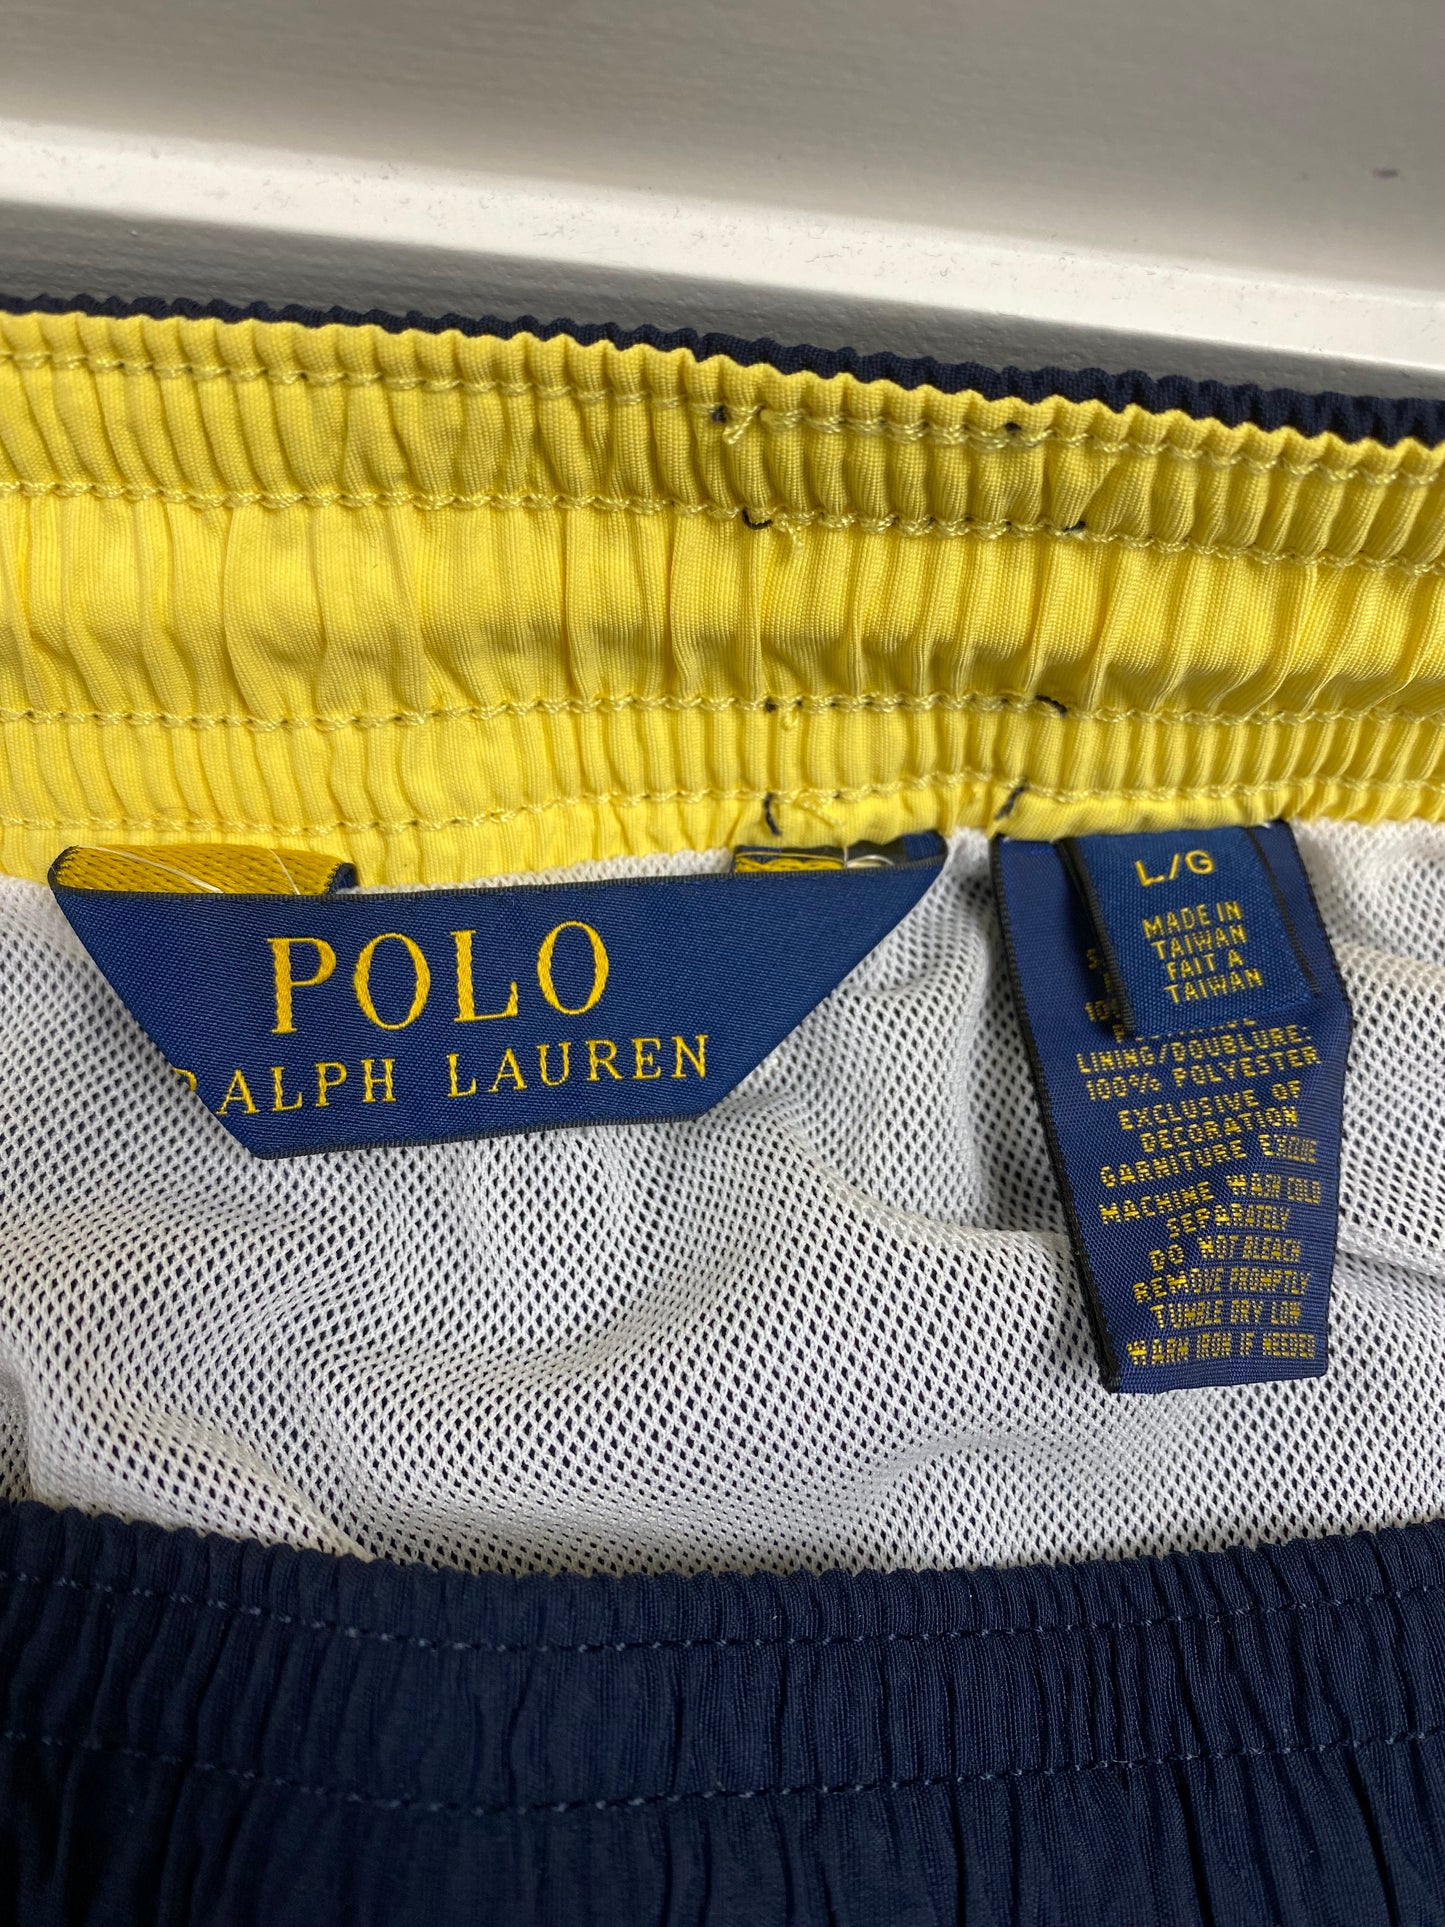 POLO
RALPH LAUREN
L/G
MADE IN
TAIWAN
FAIT A
TAIWAN
LINING/DOUBLURE:
100% POLYESTER
EXCLUSIVE OF
DECORATION
GARNITURE EXCLUE
MACHINE WASH COLD
SEPARATELY
DO NOT BLEACH
REMOVE PROMPTLY
TUMBLE DRY LOW
WARM IRON IF NEEDED